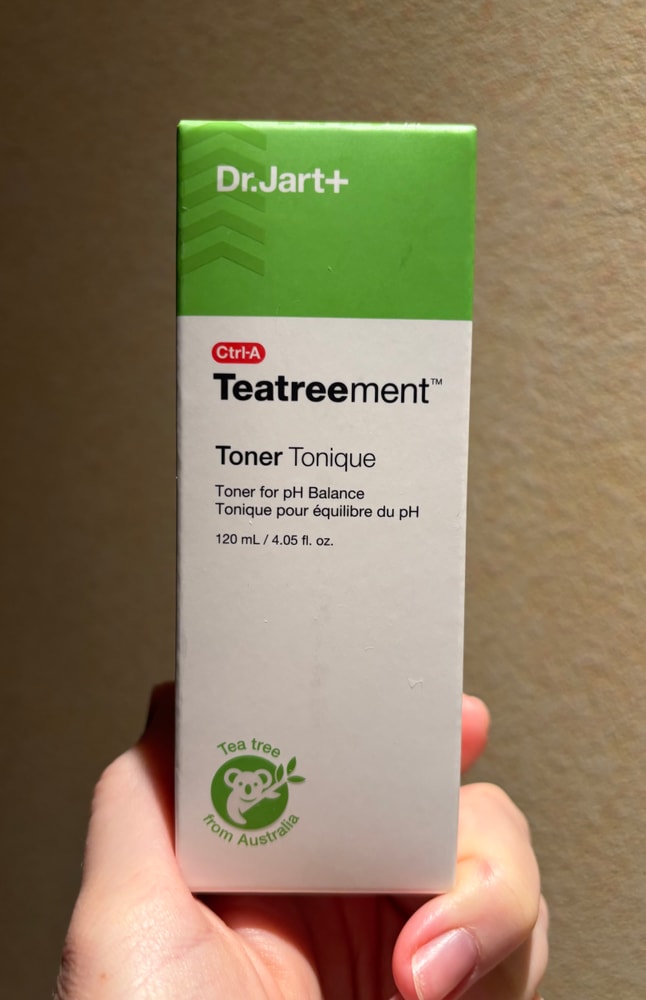 Dr.Jart+
Ctrl-A
Teatreement™
Toner Tonique
Toner for pH Balance
Tonique pour équilibre du pH
120 mL / 4.05 fl. oz.
Tea tree
from Australia